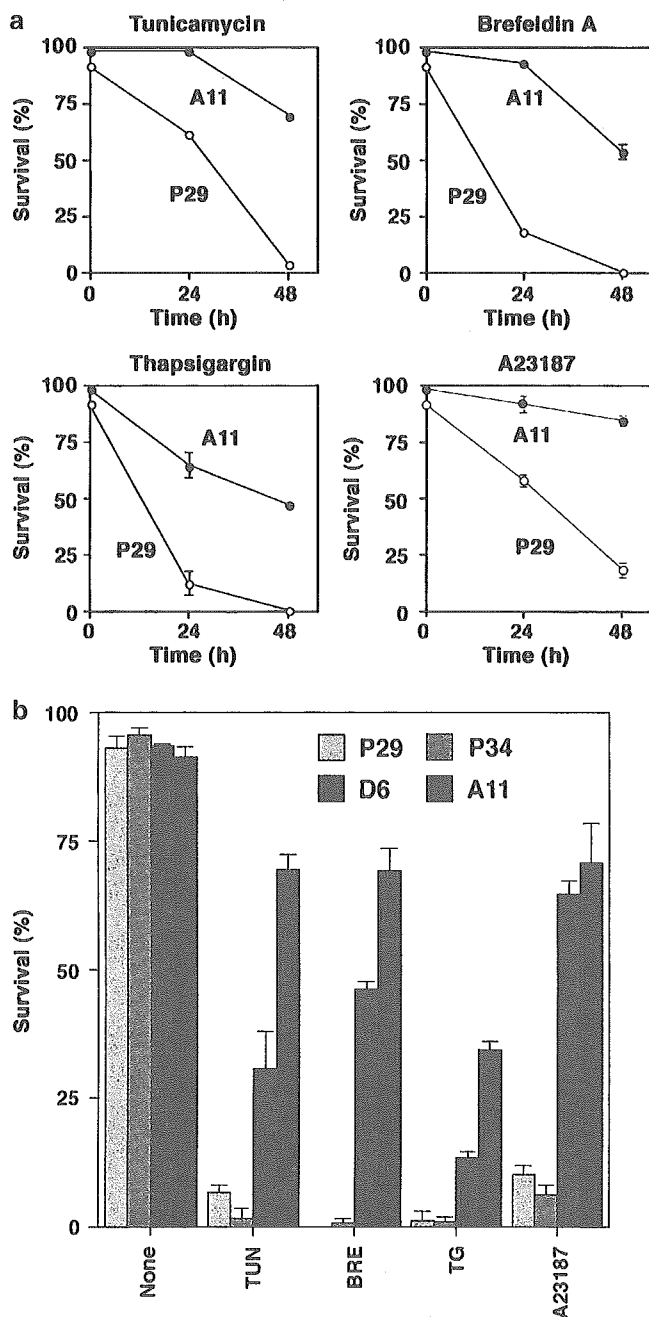 a
Tunicamycin
Survival (%)
100
75
50
25
0
A11
P29
0 24 48
Time (h)
Brefeldin A
Survival (%)
100
75
50
25
0
A11
P29
0 24 48
Time (h)
Thapsigargin
Survival (%)
100
75
50
25
0
A11
P29
0 24 48
Time (h)
A23187
Survival (%)
100
75
50
25
0
A11
P29
0 24 48
Time (h)
b
Survival (%)
100
75
50
25
0
P29 P34
D6 A11
None TUN BRE TG A23187